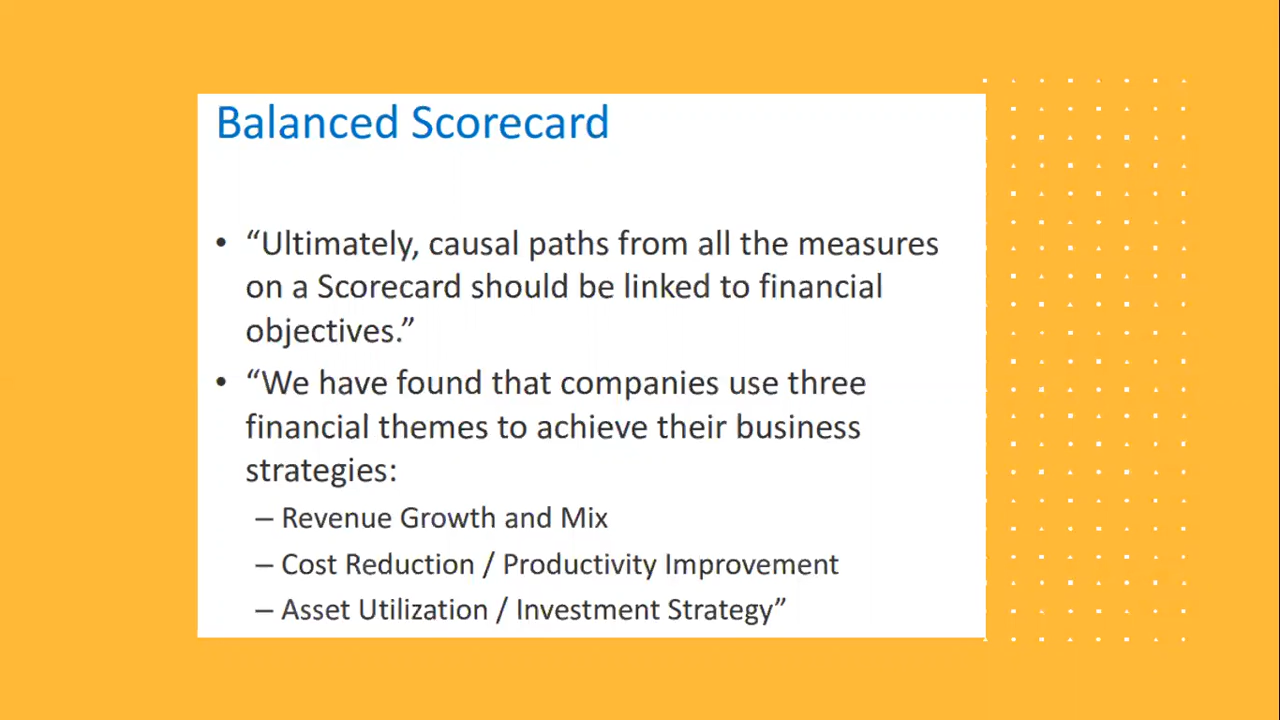 Balanced Scorecard
• “Ultimately, causal paths from all the measures
on a Scorecard should be linked to financial
objectives.”
• “We have found that companies use three
financial themes to achieve their business
strategies:
– Revenue Growth and Mix
– Cost Reduction / Productivity Improvement
– Asset Utilization / Investment Strategy”